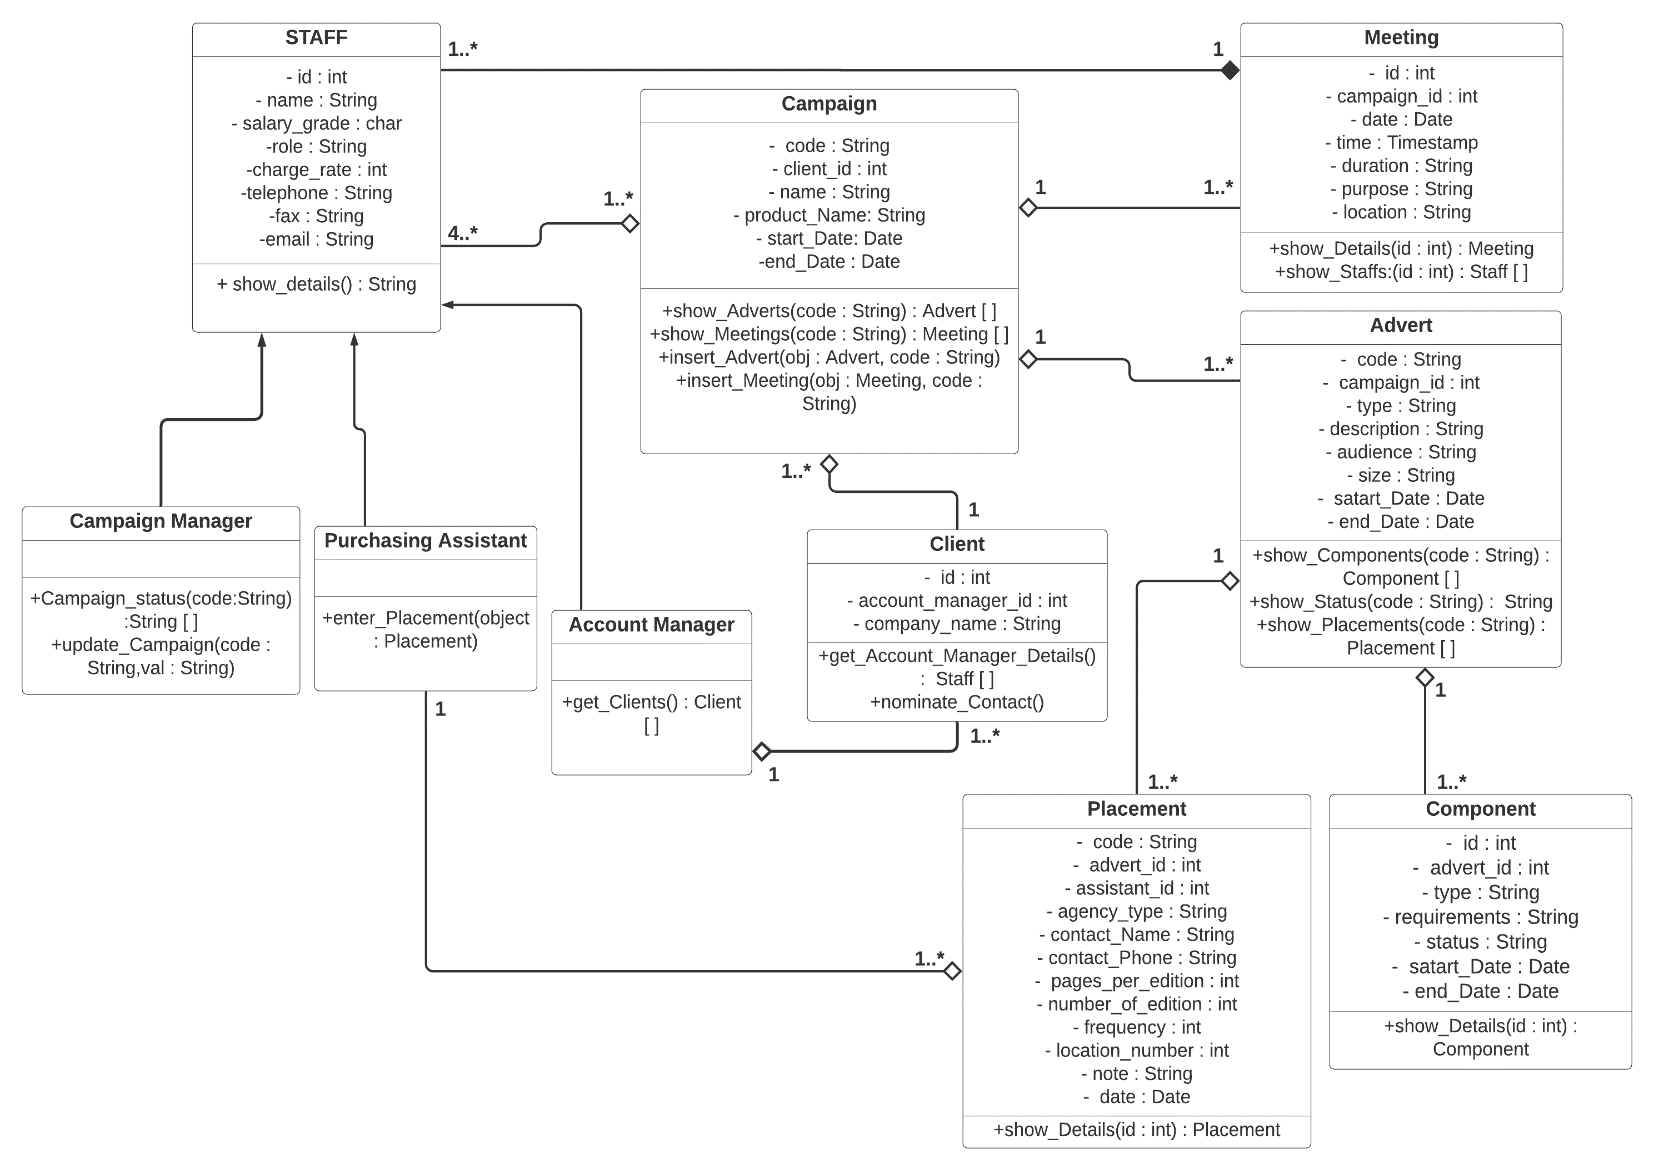 STAFF
- id : int
- name : String
- salary_grade : char
-role : String
-charge_rate : int
-telephone : String
-fax : String
-email : String
+ show_details() : String
1..*
1
4..*
1..*
Campaign
- code : String
- client_id : int
- name : String
- product_Name: String
- start_Date: Date
-end_Date : Date
+show_Adverts(code : String) : Advert [ ]
+show_Meetings(code : String) : Meeting [ ]
+insert_Advert(obj : Advert, code : String)
+insert_Meeting(obj : Meeting, code :
String)
1
1..*
1
1..*
1..*
1
Meeting
- id : int
- campaign_id : int
- date : Date
- time : Timestamp
- duration : String
- purpose : String
- location : String
+show_Details(id : int) : Meeting
+show_Staffs:(id : int) : Staff [ ]
Advert
- code : String
- campaign_id : int
- type : String
- description : String
- audience : String
- size : String
- satart_Date : Date
- end_Date : Date
+show_Components(code : String) :
Component [ ]
+show_Status(code : String) : String
+show_Placements(code : String) :
Placement [ ]
1
1
Campaign Manager
+Campaign_status(code:String)
:String [ ]
+update_Campaign(code :
String,val : String)
Purchasing Assistant
+enter_Placement(object
: Placement)
1
Account Manager
+get_Clients() : Client
[ ]
1
Client
- id : int
- account_manager_id : int
- company_name : String
+get_Account_Manager_Details()
: Staff [ ]
+nominate_Contact()
1..*
1..*
1..*
1..*
Placement
- code : String
- advert_id : int
- assistant_id : int
- agency_type : String
- contact_Name : String
- contact_Phone : String
- pages_per_edition : int
- number_of_edition : int
- frequency : int
- location_number : int
- note : String
- date : Date
+show_Details(id : int) : Placement
Component
- id : int
- advert_id : int
- type : String
- requirements : String
- status : String
- satart_Date : Date
- end_Date : Date
+show_Details(id : int) :
Component